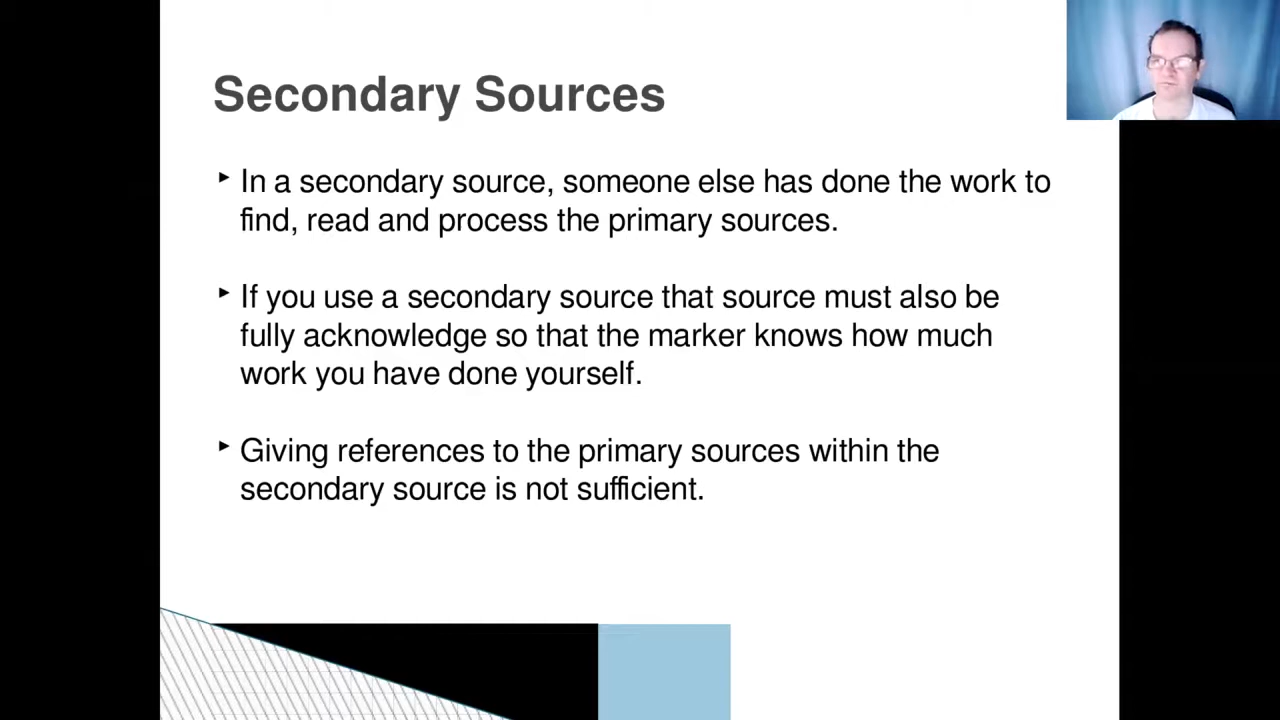 Secondary Sources
In a secondary source, someone else has done the work to
find, read and process the primary sources.
If you use a secondary source that source must also be
fully acknowledge so that the marker knows how much
work you have done yourself.
Giving references to the primary sources within the
secondary source is not sufficient.